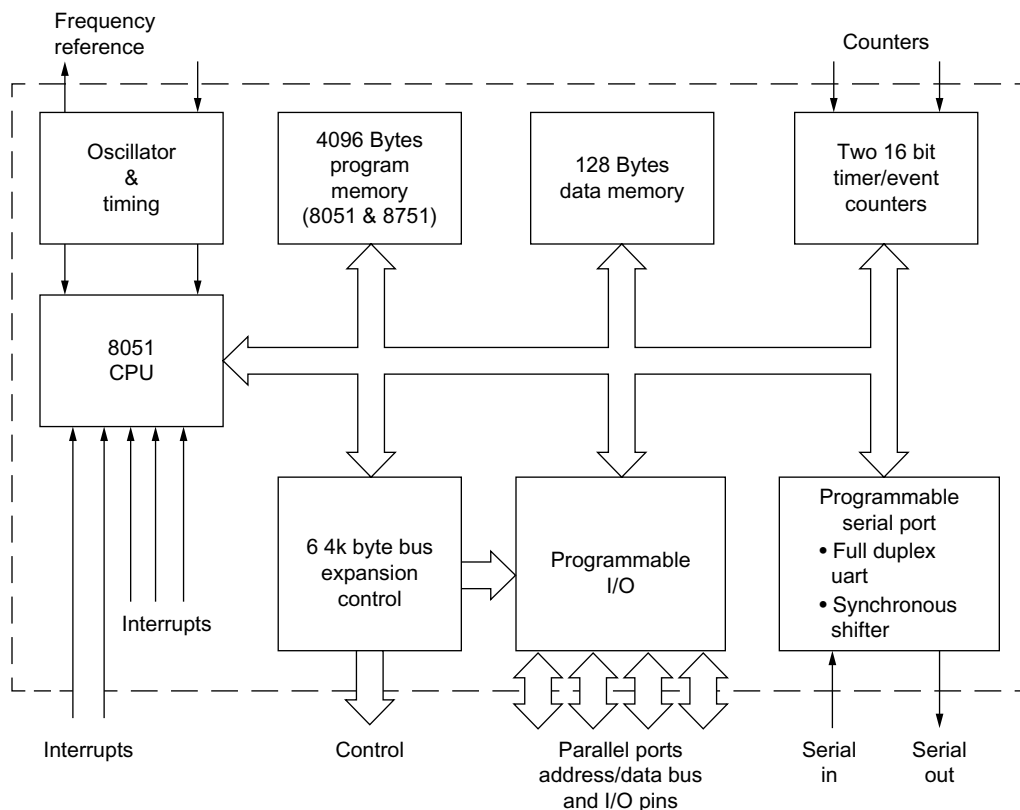 Frequency
reference
Counters
Oscillator
&
timing
4096 Bytes
program
memory
(8051 & 8751)
128 Bytes
data memory
Two 16 bit
timer/event
counters
8051
CPU
6 4k byte bus
expansion
control
Programmable
I/O
Programmable
serial port
• Full duplex
uart
• Synchronous
shifter
Interrupts
Interrupts
Control
Parallel ports
address/data bus
and I/O pins
Serial
in
Serial
out